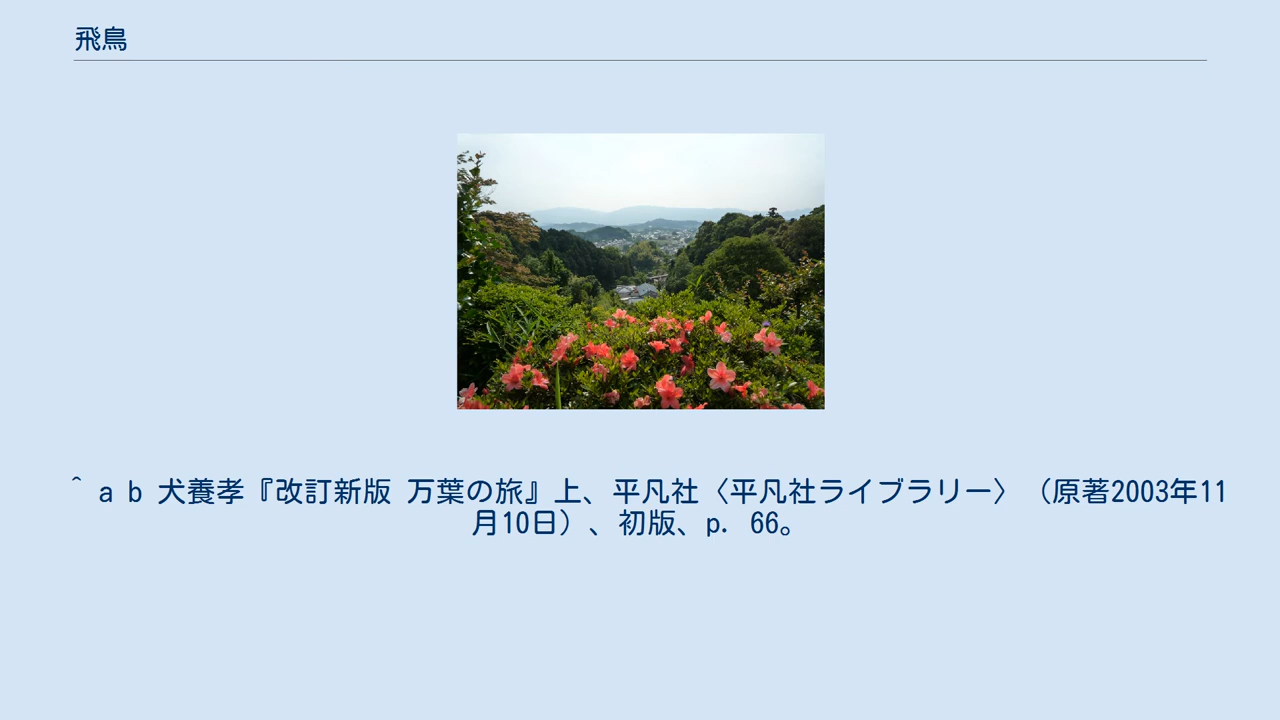 飛鳥
^ a b 犬養孝『改訂新版 万葉の旅』上、平凡社〈平凡社ライブラリー〉（原著2003年11
月10日）、初版、p. 66。